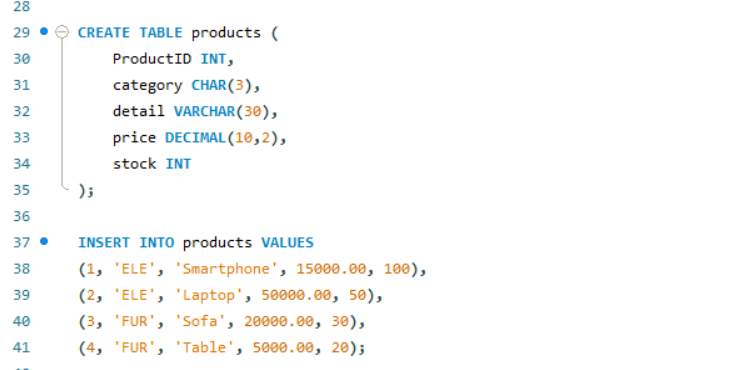 28
29 CREATE TABLE products (
30 ProductID INT,
31 category CHAR(3),
32 detail VARCHAR(30),
33 price DECIMAL(10,2),
34 stock INT
35 );
36
37 INSERT INTO products VALUES
38 (1, 'ELE', 'Smartphone', 15000.00, 100),
39 (2, 'ELE', 'Laptop', 50000.00, 50),
40 (3, 'FUR', 'Sofa', 20000.00, 30),
41 (4, 'FUR', 'Table', 5000.00, 20);